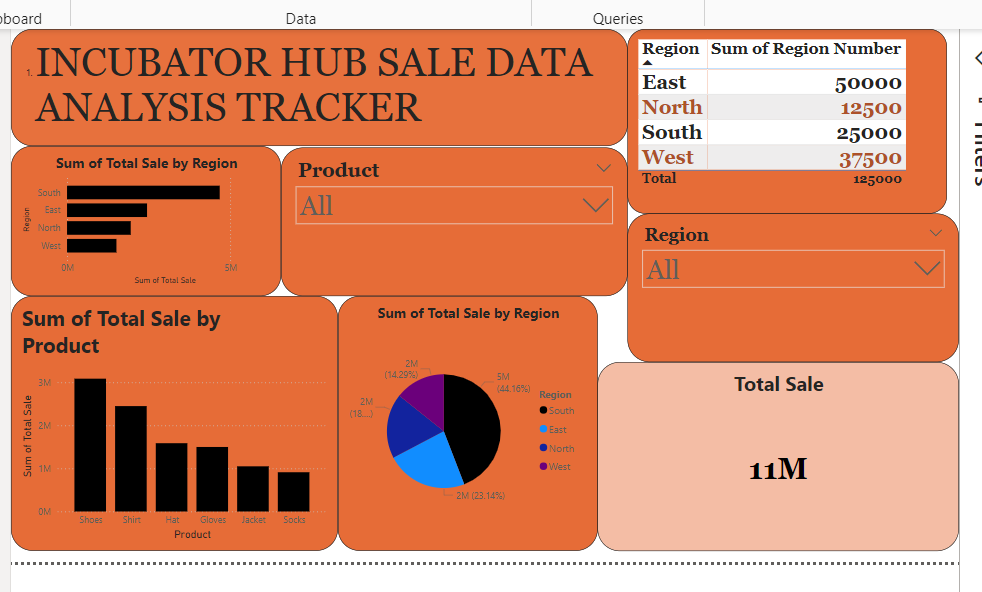 pboard
Data
Queries
1. INCUBATOR HUB SALE DATA
ANALYSIS TRACKER
Region Sum of Region Number
East 50000
North 12500
South 25000
West 37500
Total 125000
Sum of Total Sale by Region
Region
South
East
North
West
0M 5M
Sum of Total Sale
Product
All
Region
All
Sum of Total Sale by
Product
Sum of Total Sale
3M
2M
1M
0M
Shoes Shirt Hat Gloves Jacket Socks
Product
Sum of Total Sale by Region
2M
(14.29%)
5M
(44.16%)
2M
(18....)
2M (23.14%)
Region
South
East
North
West
Total Sale
11M